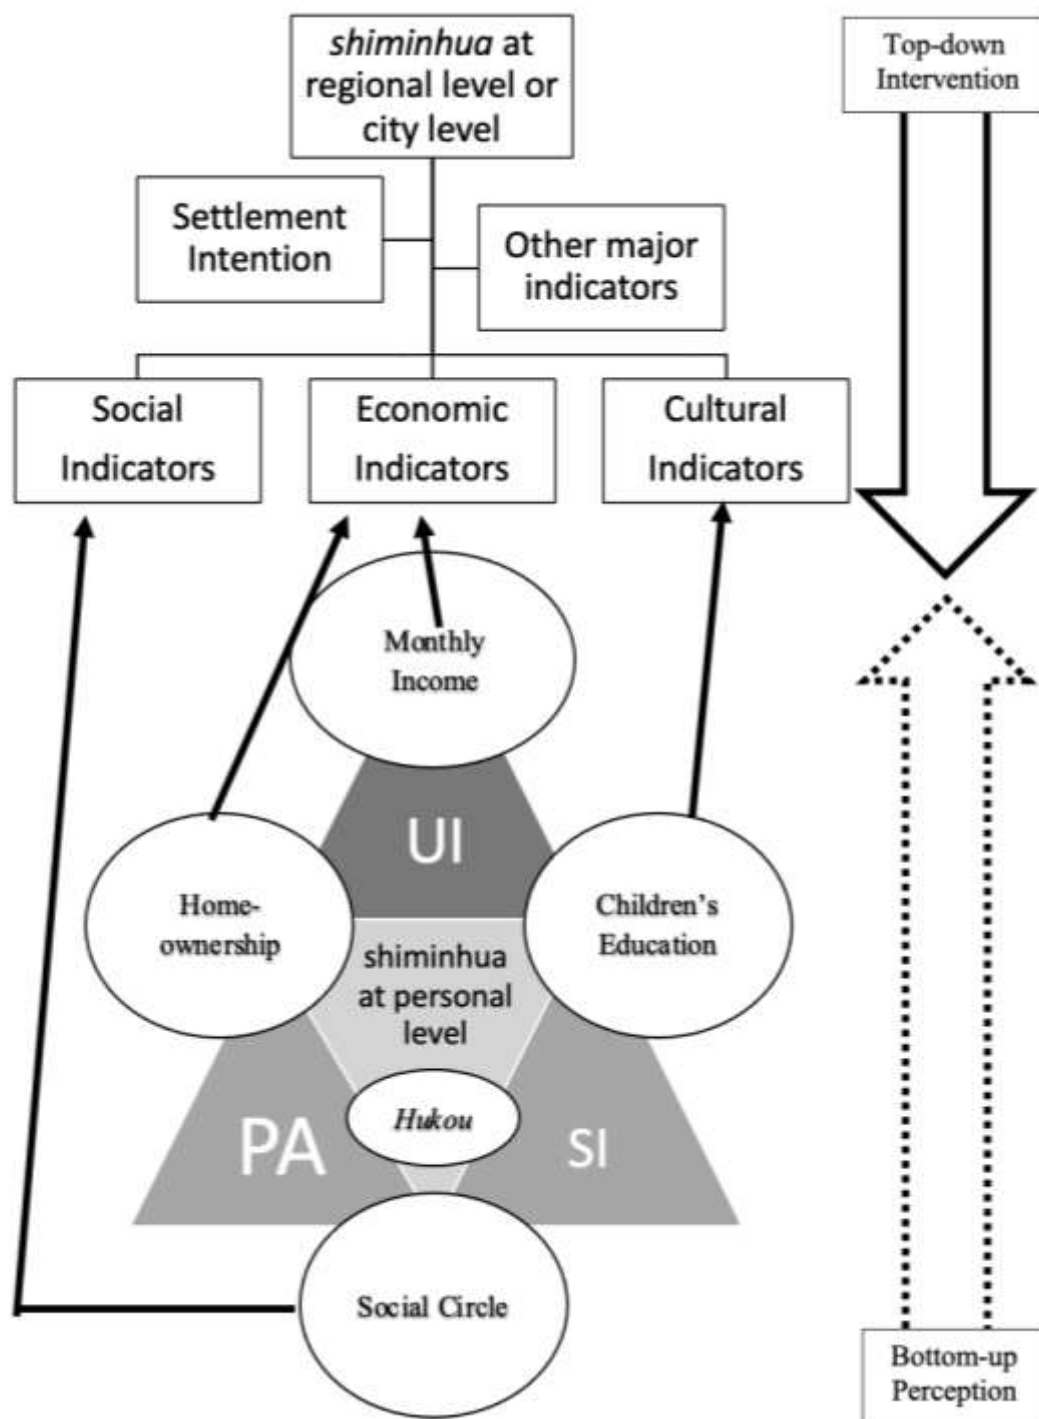 shiminhua at
regional level or
city level
Top-down
Intervention
Settlement
Intention
Other major
indicators
Social
Indicators
Economic
Indicators
Cultural
Indicators
Monthly
Income
UI
Home-
ownership
Children's
Education
shiminhua
at personal
level
Hukou
PA
SI
Social Circle
Bottom-up
Perception